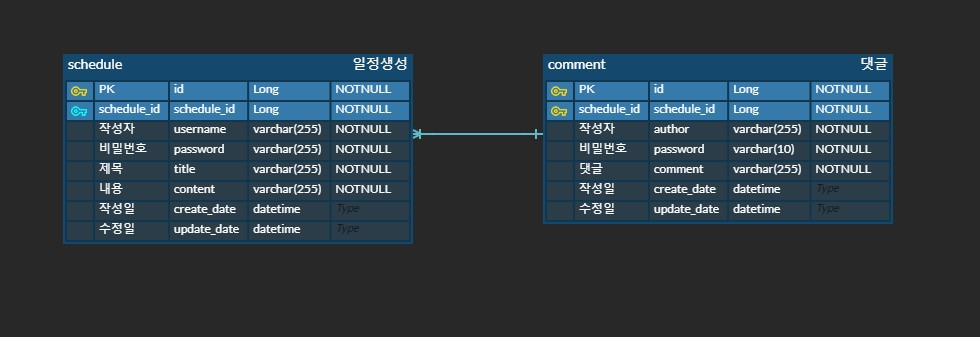 schedule 일정생성
PK id Long NOTNULL
schedule_id schedule_id Long NOTNULL
작성자 username varchar(255) NOTNULL
비밀번호 password varchar(255) NOTNULL
제목 title varchar(255) NOTNULL
내용 content varchar(255) NOTNULL
작성일 create_date datetime Type
수정일 update_date datetime Type
comment 댓글
PK id Long NOTNULL
schedule_id schedule_id Long NOTNULL
작성자 author varchar(255) NOTNULL
비밀번호 password varchar(10) NOTNULL
댓글 comment varchar(255) NOTNULL
작성일 create_date datetime Type
수정일 update_date datetime Type